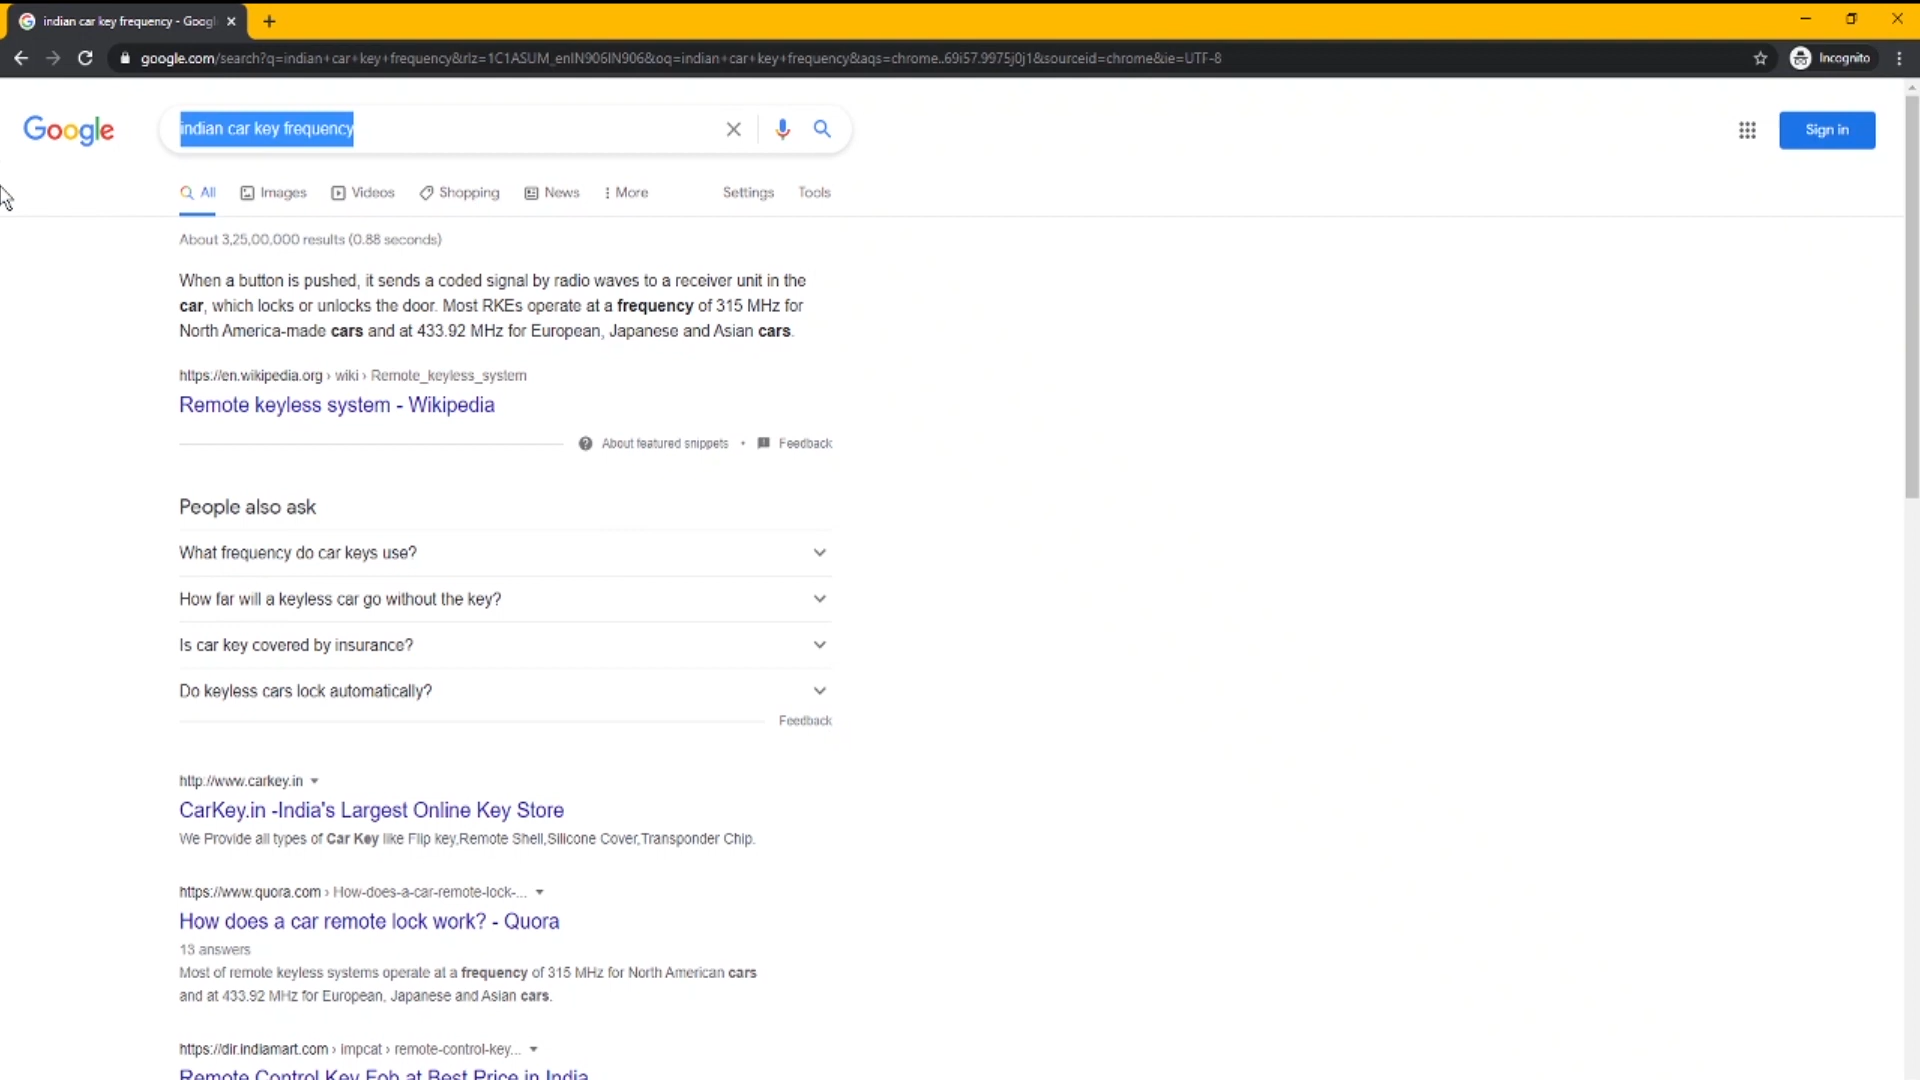 indian car key frequency - Googl
google.com/search?q=indian+car+key+frequency&rlz=1C1ASUM_enIN906IN906&oq=indian+car+key+frequency&aqs=chrome..69i57.9975j0j1&sourceid=chrome&ie=UTF-8
Incognito
Google
indian car key frequency
Sign in
All Images Videos Shopping News More Settings Tools
About 3,25,00,000 results (0.88 seconds)
When a button is pushed, it sends a coded signal by radio waves to a receiver unit in the
car, which locks or unlocks the door. Most RKEs operate at a frequency of 315 MHz for
North America-made cars and at 433.92 MHz for European, Japanese and Asian cars.
https://en.wikipedia.org › wiki › Remote_keyless_system
Remote keyless system - Wikipedia
About featured snippets • Feedback
People also ask
What frequency do car keys use?
How far will a keyless car go without the key?
Is car key covered by insurance?
Do keyless cars lock automatically?
Feedback
http://www.carkey.in
CarKey.in -India's Largest Online Key Store
We Provide all types of Car Key like Flip key,Remote Shell,Silicone Cover,Transponder Chip.
https://www.quora.com › How-does-a-car-remote-lock-...
How does a car remote lock work? - Quora
13 answers
Most of remote keyless systems operate at a frequency of 315 MHz for North American cars
and at 433.92 MHz for European, Japanese and Asian cars.
https://dir.indiamart.com › impcat › remote-control-key...
Remote Control Key Fob at Best Price in India